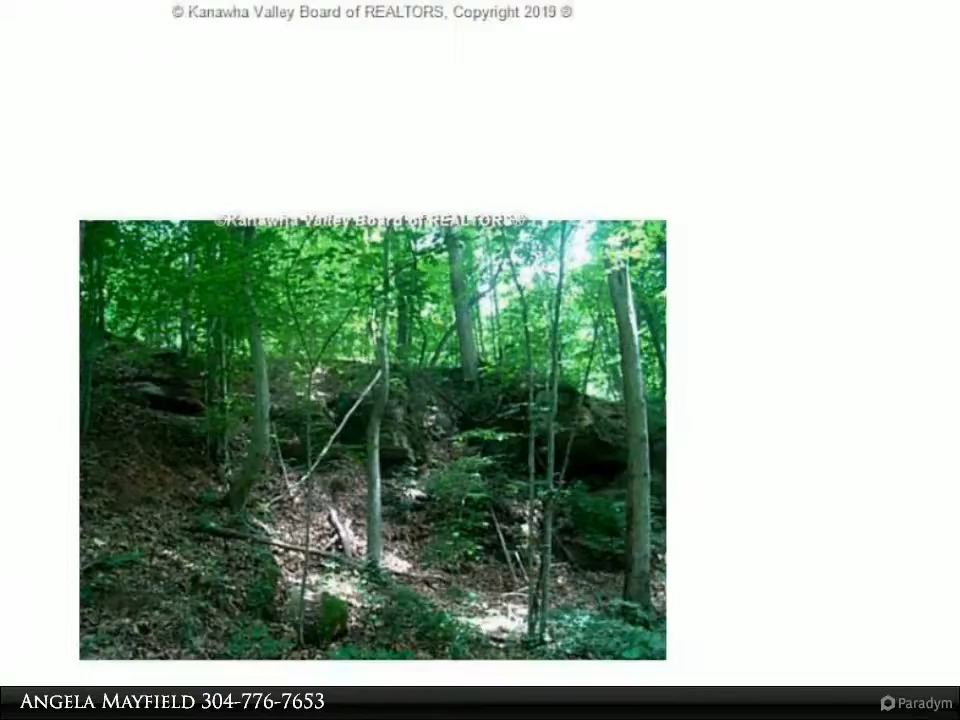 © Kanawha Valley Board of REALTORS, Copyright 2019 ®
©Kanawha Valley Board of REALTORS®
Angela Mayfield 304-776-7653
Paradym